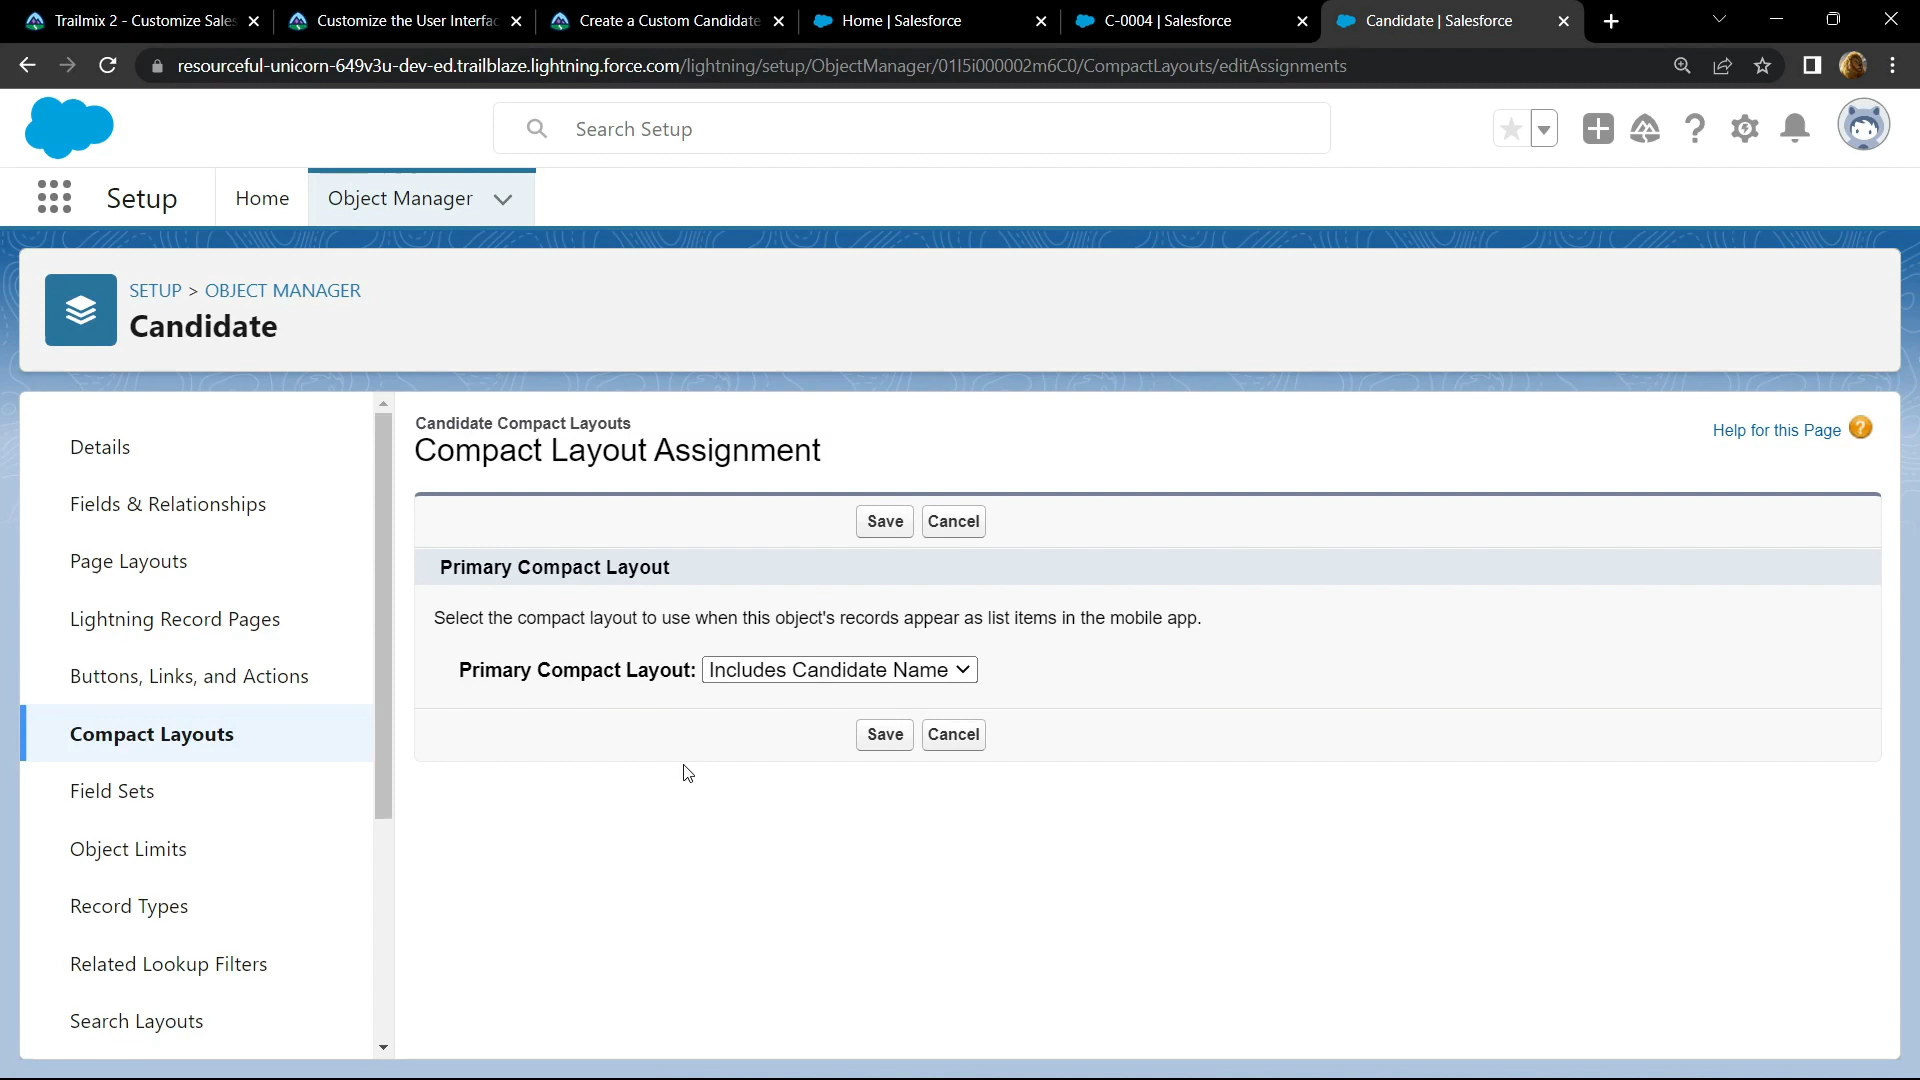 Trailmix 2 - Customize Sales
Customize the User Interfac
Create a Custom Candidate
Home | Salesforce
C-0004 | Salesforce
Candidate | Salesforce
resourceful-unicorn-649v3u-dev-ed.trailblaze.lightning.force.com/lightning/setup/ObjectManager/01I5i000002m6C0/CompactLayouts/editAssignments
Search Setup
Setup
Home
Object Manager
SETUP > OBJECT MANAGER
Candidate
Details
Fields & Relationships
Page Layouts
Lightning Record Pages
Buttons, Links, and Actions
Compact Layouts
Field Sets
Object Limits
Record Types
Related Lookup Filters
Search Layouts
Candidate Compact Layouts
Compact Layout Assignment
Help for this Page ?
Save Cancel
Primary Compact Layout
Select the compact layout to use when this object's records appear as list items in the mobile app.
Primary Compact Layout: Includes Candidate Name
Save Cancel